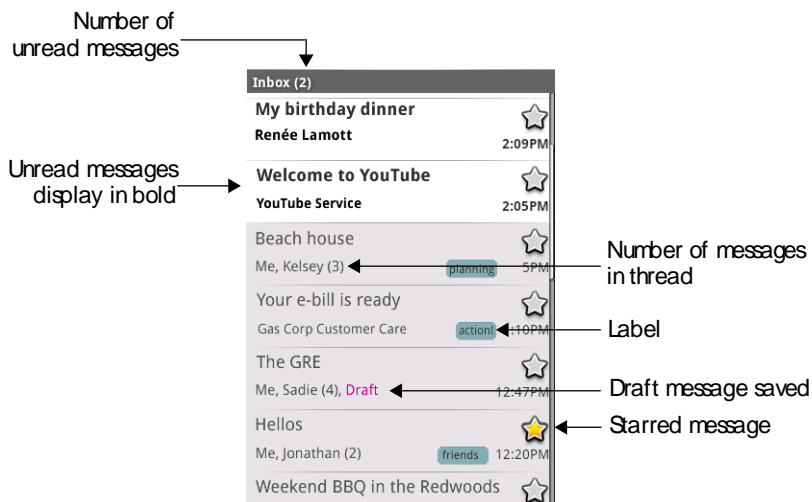 Number of
unread messages
Inbox (2)
My birthday dinner
Renée Lamott
2:09PM
Unread messages
display in bold
Welcome to YouTube
YouTube Service
2:05PM
Beach house
Me, Kelsey (3)
planning
5PM
Number of messages
in thread
Your e-bill is ready
Gas Corp Customer Care
action!
:10PM
Label
The GRE
Me, Sadie (4), Draft
12:47PM
Draft message saved
Hellos
Me, Jonathan (2)
friends
12:20PM
Starred message
Weekend BBQ in the Redwoods